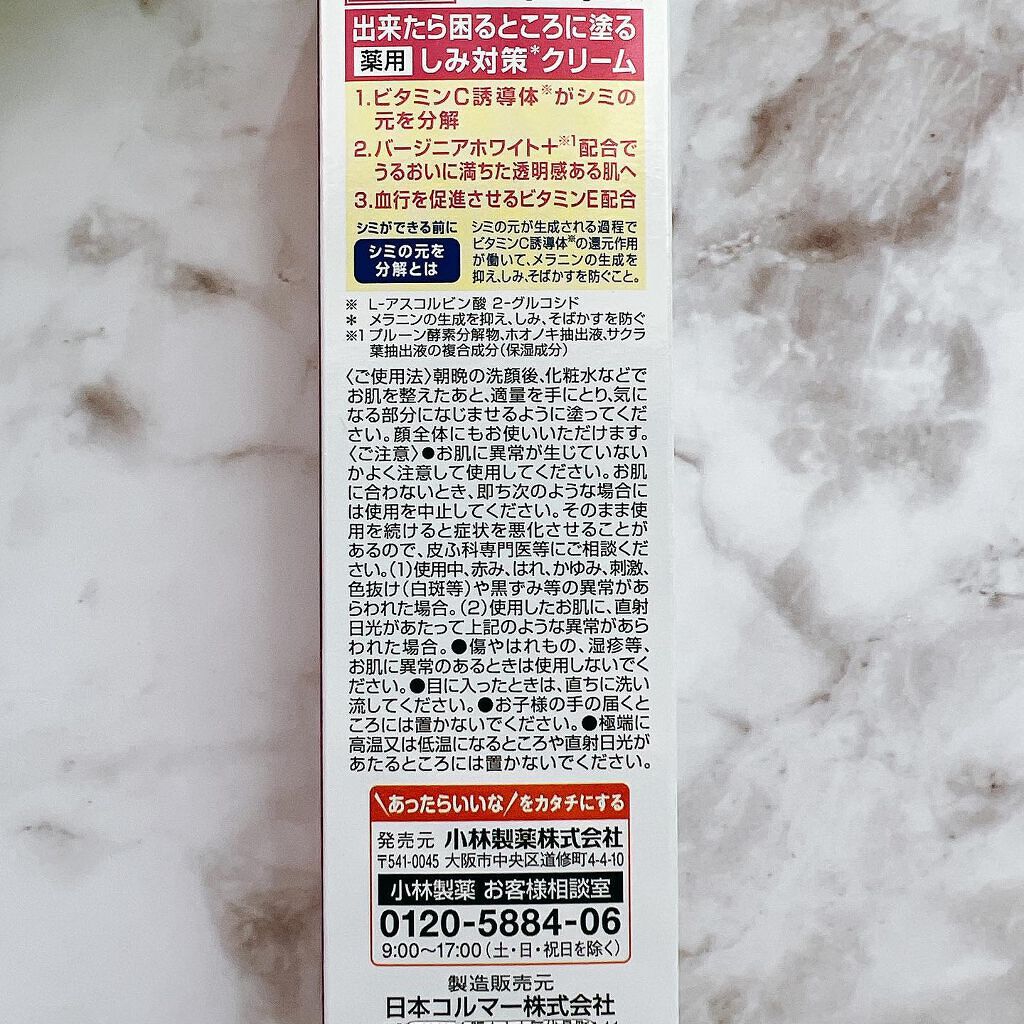 出来たら困るところに塗る
薬用 しみ対策*クリーム
1.ビタミンC誘導体※がシミの
元を分解
2.バージニアホワイト+※1配合で
うるおいに満ちた透明感ある肌へ
3.血行を促進させるビタミンE配合
シミができる前に
シミの元を
分解とは
シミの元が生成される過程で
ビタミンC誘導体※の還元作用
が働いて、メラニンの生成を
抑え、しみ、そばかすを防ぐこと。
※ L-アスコルビン酸 2-グルコシド
* メラニンの生成を抑え、しみ、そばかすを防ぐ
※1 プルーン酵素分解物、ホオノキ抽出液、サクラ
葉抽出液の複合成分(保湿成分)
〈ご使用法〉朝晩の洗顔後、化粧水などで
お肌を整えたあと、適量を手にとり、気に
なる部分になじませるように塗ってくだ
さい。顔全体にもお使いいただけます。
〈ご注意〉●お肌に異常が生じていない
かよく注意して使用してください。お肌
に合わないとき、即ち次のような場合に
は使用を中止してください。そのまま使
用を続けると症状を悪化させることが
あるので、皮ふ科専門医等にご相談くだ
さい。(1)使用中、赤み、はれ、かゆみ、刺激、
色抜け(白斑等)や黒ずみ等の異常があ
らわれた場合。(2)使用したお肌に、直射
日光があたって上記のような異常があら
われた場合。●傷やはれもの、湿疹等、
お肌に異常のあるときは使用しないでく
ださい。●目に入ったときは、直ちに洗い
流してください。●お子様の手の届くと
ころには置かないでください。●極端に
高温又は低温になるところや直射日光が
あたるところには置かないでください。
\あったらいいな/をカタチにする
発売元 小林製薬株式会社
〒541-0045 大阪市中央区道修町4-4-10
小林製薬 お客様相談室
0120-5884-06
9:00〜17:00(土・日・祝日を除く)
製造販売元
日本コルマー株式会社